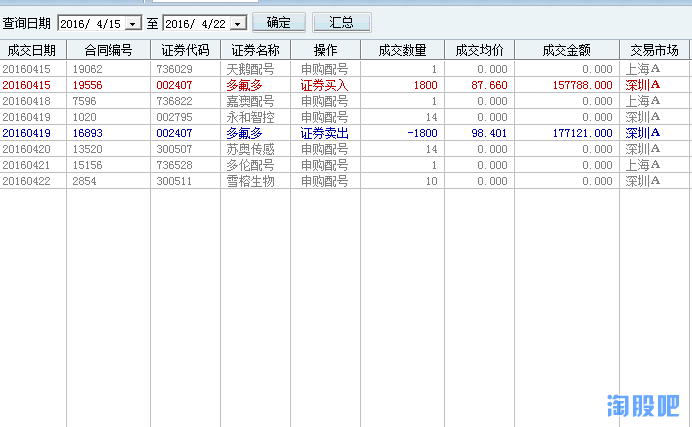 查询日期 2016/ 4/15 至 2016/ 4/22 确定 汇总
成交日期 合同编号 证券代码 证券名称 操作 成交数量 成交均价 成交金额 交易市场
20160415 19062 736029 天鹅配号 申购配号 1 0.000 0.000 上海A
20160415 19556 002407 多氟多 证券买入 1800 87.660 157788.000 深圳A
20160418 7596 736822 嘉澳配号 申购配号 1 0.000 0.000 上海A
20160419 1020 002795 永和智控 申购配号 14 0.000 0.000 深圳A
20160419 16893 002407 多氟多 证券卖出 -1800 98.401 177121.000 深圳A
20160420 13520 300507 苏奥传感 申购配号 14 0.000 0.000 深圳A
20160421 15156 736528 多伦配号 申购配号 1 0.000 0.000 上海A
20160422 2854 300511 雪榕生物 申购配号 10 0.000 0.000 深圳A
淘股吧